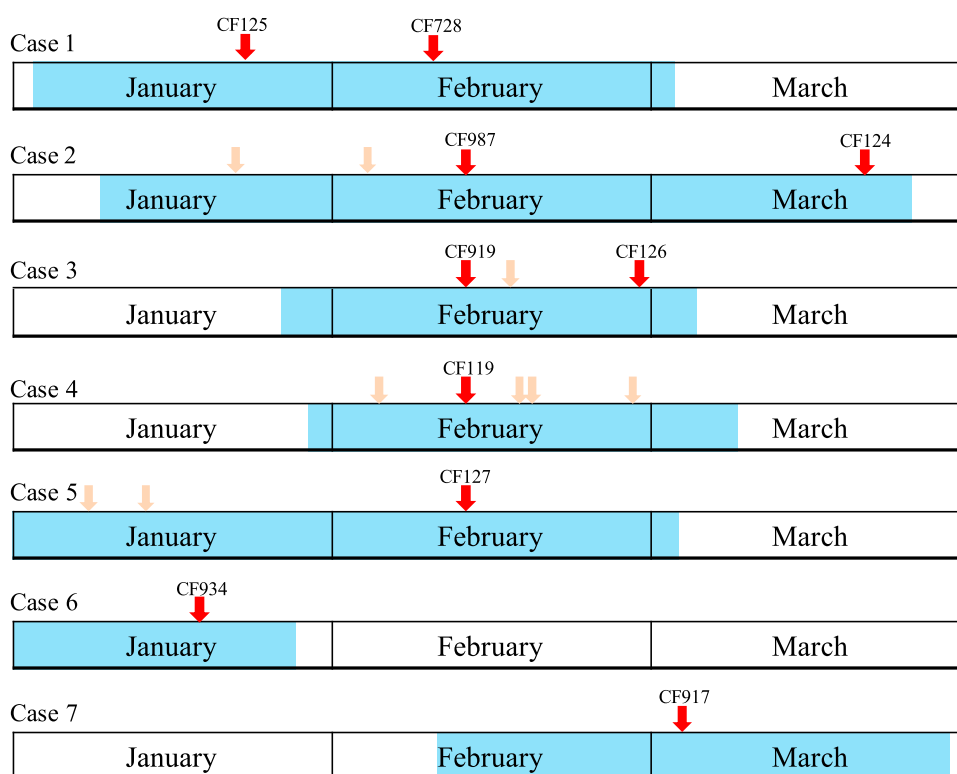 CF125 CF728
Case 1
January February March
CF987 CF124
Case 2
January February March
CF919 CF126
Case 3
January February March
CF119
Case 4
January February March
CF127
Case 5
January February March
CF934
Case 6
January February March
CF917
Case 7
January February March